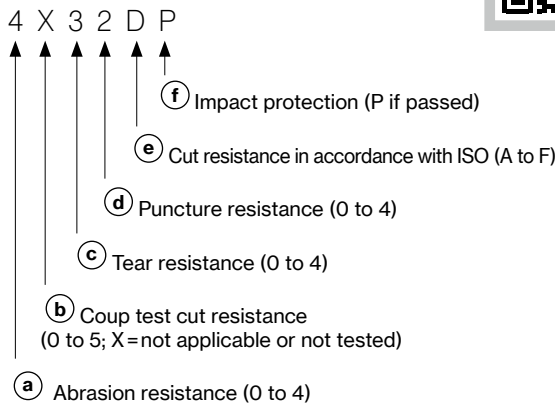 4 X 3 2 D P
f Impact protection (P if passed)
e Cut resistance in accordance with ISO (A to F)
d Puncture resistance (0 to 4)
c Tear resistance (0 to 4)
b Coup test cut resistance
(0 to 5; X = not applicable or not tested)
a Abrasion resistance (0 to 4)